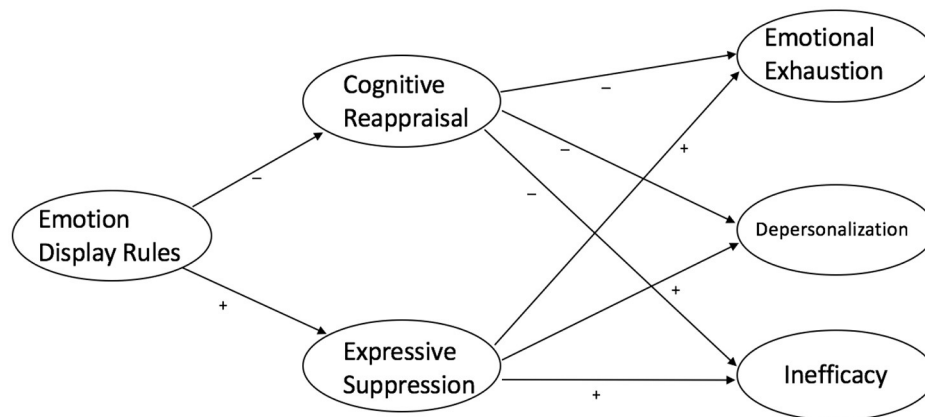 Emotional
Exhaustion
Cognitive
Reappraisal
–
–
+
–
–
Emotion
Display Rules
Depersonalization
+
+
Expressive
Suppression
Inefficacy
+